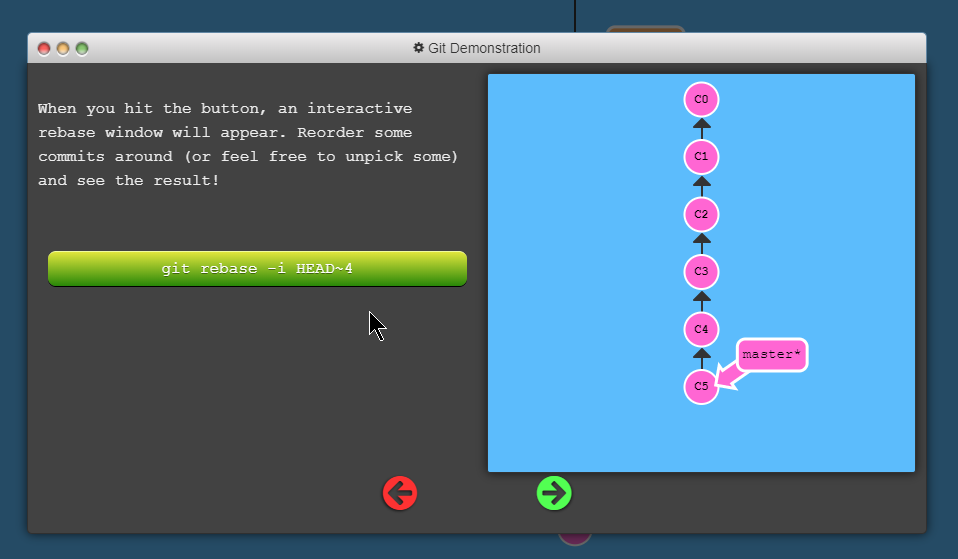 Git Demonstration
When you hit the button, an interactive
rebase window will appear. Reorder some
commits around (or feel free to unpick some)
and see the result!
git rebase -i HEAD~4
C0
C1
C2
C3
C4
master*
C5